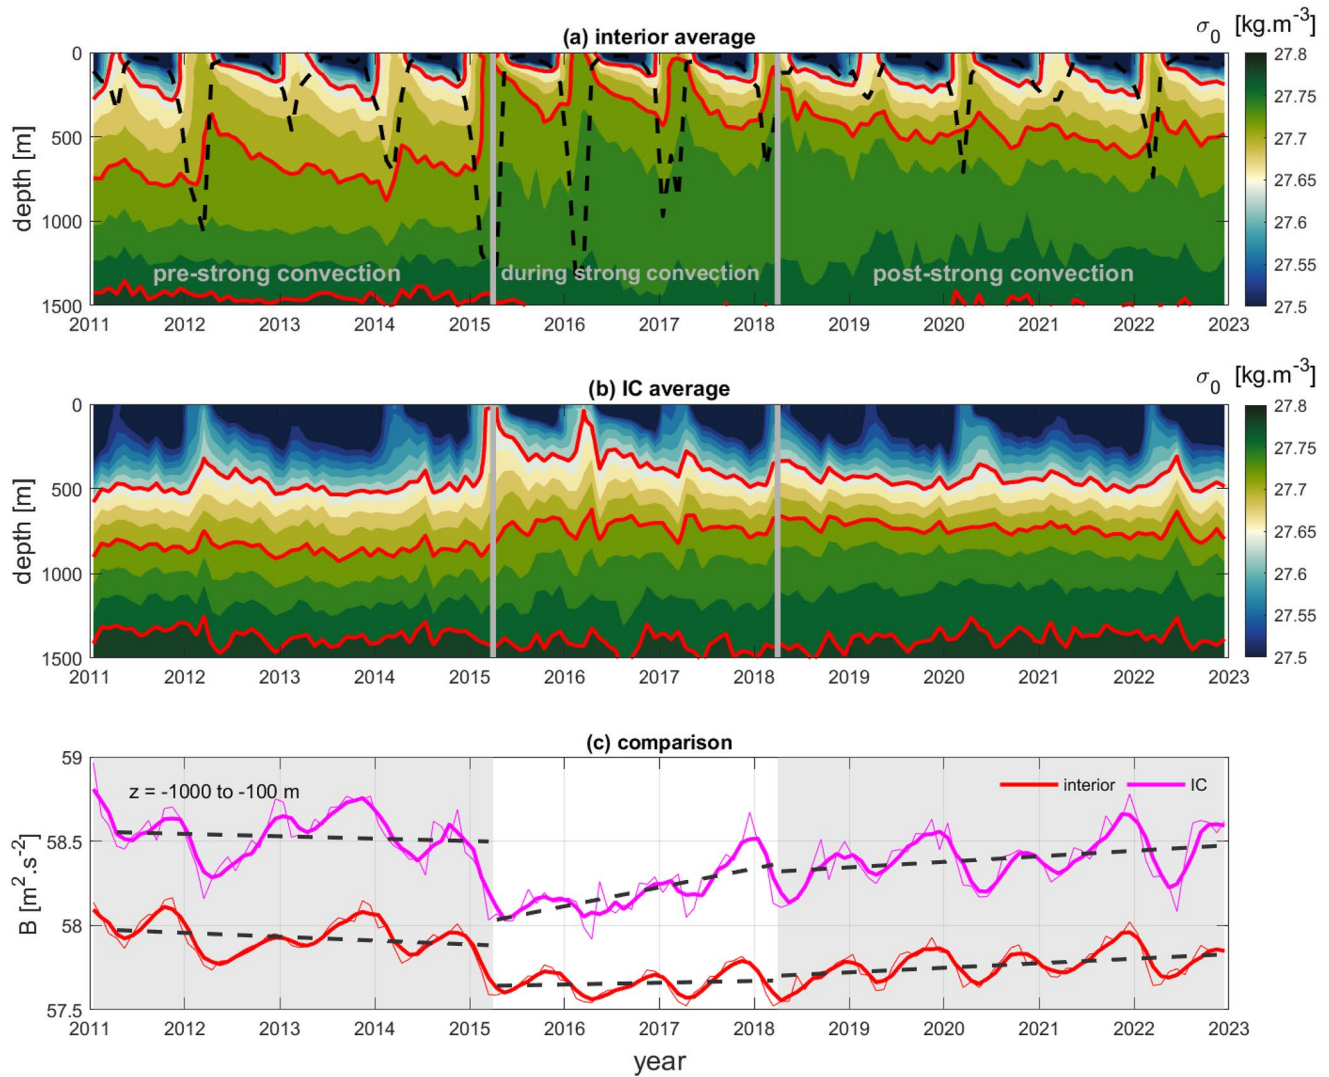 (a) interior average
σ0 [kg.m-3]
depth [m]
0
500
1000
1500
pre-strong convection
during strong convection
post-strong convection
2011 2012 2013 2014 2015 2016 2017 2018 2019 2020 2021 2022 2023
27.8
27.75
27.7
27.65
27.6
27.55
27.5
(b) IC average
σ0 [kg.m-3]
depth [m]
0
500
1000
1500
2011 2012 2013 2014 2015 2016 2017 2018 2019 2020 2021 2022 2023
27.8
27.75
27.7
27.65
27.6
27.55
27.5
(c) comparison
B [m2.s-2]
59
58.5
58
57.5
z = -1000 to -100 m
interior IC
2011 2012 2013 2014 2015 2016 2017 2018 2019 2020 2021 2022 2023
year